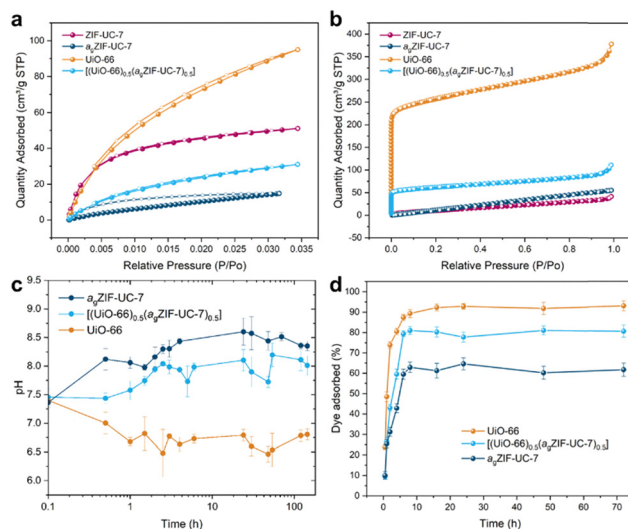 a
ZIF-UC-7
agZIF-UC-7
UiO-66
[(UiO-66)0.5(agZIF-UC-7)0.5]
Quantity Adsorbed (cm³/g STP)
100
80
60
40
20
0
0.000 0.005 0.010 0.015 0.020 0.025 0.030 0.035
Relative Pressure (P/Po)
b
ZIF-UC-7
agZIF-UC-7
UiO-66
[(UiO-66)0.5(agZIF-UC-7)0.5]
Quantity Adsorbed (cm³/g STP)
500
450
400
350
300
250
200
150
100
50
0
-50
0.0 0.2 0.4 0.6 0.8 1.0
Relative Pressure (P/Po)
c
agZIF-UC-7
[(UiO-66)0.5(agZIF-UC-7)0.5]
UiO-66
pH
9.5
9.0
8.5
8.0
7.5
7.0
6.5
6.0
0.1 1 10 100
Time (h)
d
Dye adsorbed (%)
100
90
80
70
60
50
40
30
20
10
0
UiO-66
[(UiO-66)0.5(agZIF-UC-7)0.5]
agZIF-UC-7
0 10 20 30 40 50 60 70
Time (h)